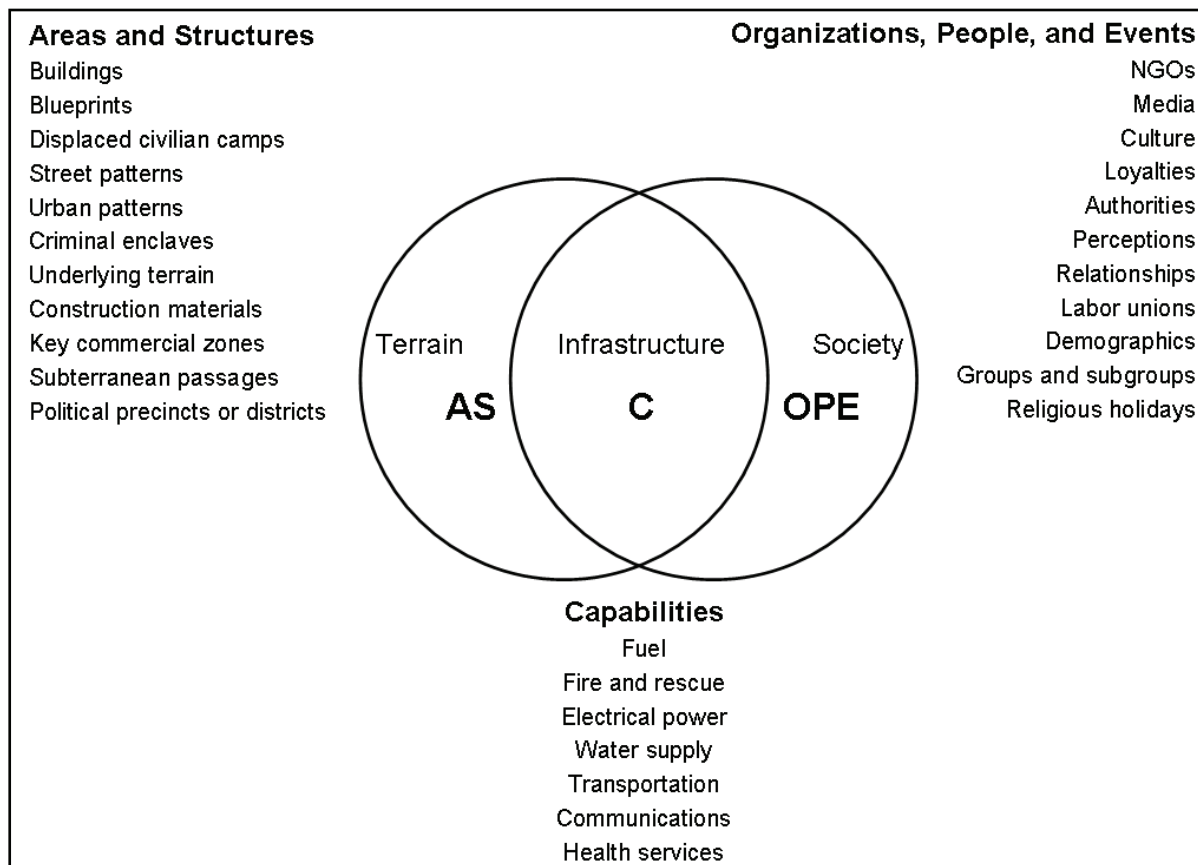 Areas and Structures
Buildings
Blueprints
Displaced civilian camps
Street patterns
Urban patterns
Criminal enclaves
Underlying terrain
Construction materials
Key commercial zones
Subterranean passages
Political precincts or districts
Organizations, People, and Events
NGOs
Media
Culture
Loyalties
Authorities
Perceptions
Relationships
Labor unions
Demographics
Groups and subgroups
Religious holidays
Terrain
AS
Infrastructure
C
Society
OPE
Capabilities
Fuel
Fire and rescue
Electrical power
Water supply
Transportation
Communications
Health services